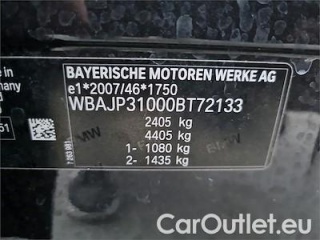 BAYERISCHE MOTOREN WERKE AG
e1*2007/46*1750
WBAJP31000BT72133
2405 kg
4405 kg
1- 1080 kg
2- 1435 kg
BMW
CarOutlet.eu